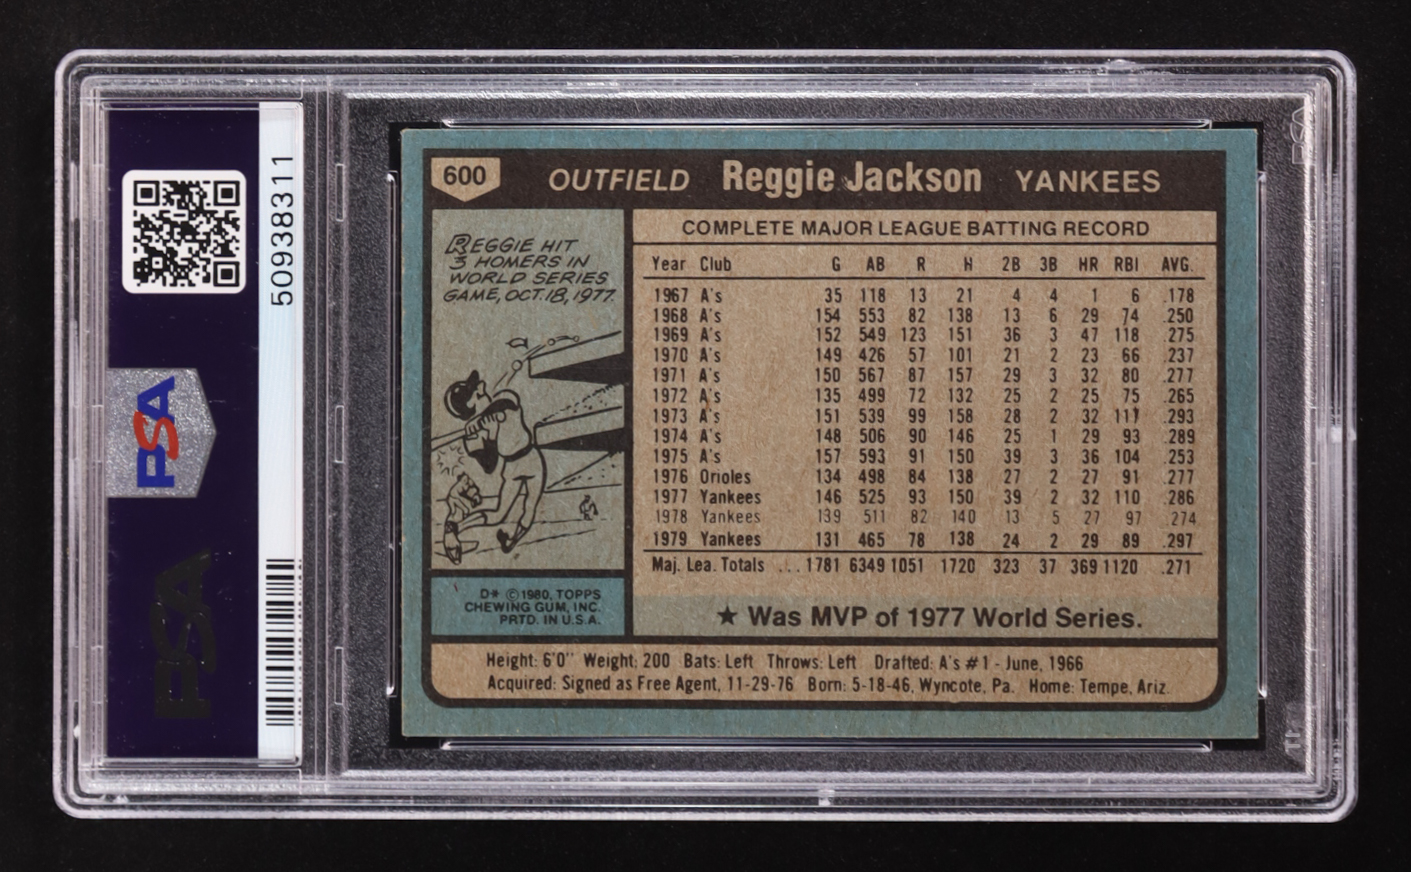 50938311
PSA
PSA
600 OUTFIELD Reggie Jackson YANKEES
REGGIE HIT
3 HOMERS IN
WORLD SERIES
GAME, OCT. 18, 1977.
D* ©1980, TOPPS
CHEWING GUM, INC.
PRTD. IN U.S.A.
COMPLETE MAJOR LEAGUE BATTING RECORD
Year Club G AB R H 2B 3B HR RBI AVG.
1967 A's 35 118 13 21 4 4 1 6 .178
1968 A's 154 553 82 138 13 6 29 74 .250
1969 A's 152 549 123 151 36 3 47 118 .275
1970 A's 149 426 57 101 21 2 23 66 .237
1971 A's 150 567 87 157 29 3 32 80 .277
1972 A's 135 499 72 132 25 2 25 75 .265
1973 A's 151 539 99 158 28 2 32 117 .293
1974 A's 148 506 90 146 25 1 29 93 .289
1975 A's 157 593 91 150 39 3 36 104 .253
1976 Orioles 134 498 84 138 27 2 27 91 .277
1977 Yankees 146 525 93 150 39 2 32 110 .286
1978 Yankees 139 511 82 140 13 5 27 97 .274
1979 Yankees 131 465 78 138 24 2 29 89 .297
Maj. Lea. Totals ... 1781 6349 1051 1720 323 37 369 1120 .271
★ Was MVP of 1977 World Series.
Height: 6'0" Weight: 200 Bats: Left Throws: Left Drafted: A's #1 - June, 1966
Acquired: Signed as Free Agent, 11-29-76 Born: 5-18-46, Wyncote, Pa. Home: Tempe, Ariz.
PSA